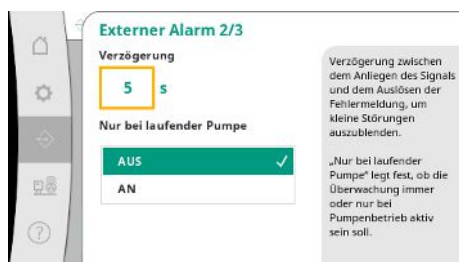 Externer Alarm 2/3
Verzögerung
5 s
Nur bei laufender Pumpe
AUS
AN
Verzögerung zwischen
dem Anliegen des Signals
und dem Auslösen der
Fehlermeldung, um
kleine Störungen
auszublenden.
„Nur bei laufender
Pumpe“ legt fest, ob die
Überwachung immer
oder nur bei
Pumpenbetrieb aktiv
sein soll.